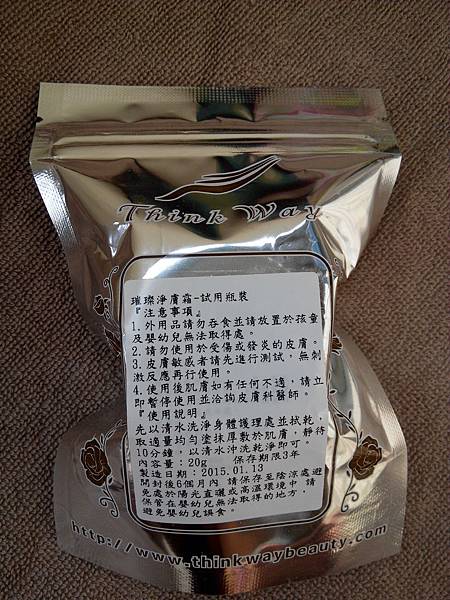 Think Way
璀璨淨膚霜-試用瓶裝
『注意事項』
1.外用品請勿吞食並請放置於孩童
及嬰幼兒無法取得處。
2.請勿使用於受傷或發炎的皮膚。
3.皮膚敏感者請先進行測試，無刺
激反應再行使用。
4.使用後肌膚如有任何不適，請立
即暫停使用並洽詢皮膚科醫師。
『使用說明』
先以清水洗淨身體護理處並拭乾，
取適量均勻塗抹厚敷於肌膚，靜待
10分鐘，以清水沖洗乾淨即可。
內容量：20g 保存期限3年
製造日期：2015.01.13
開封後6個月內 請保存至陰涼處避
免處於陽光直曬或高溫環境中 請
保管在嬰幼兒無法取得的地方，
避免嬰幼兒誤食。
http://www.thinkwaybeauty.com